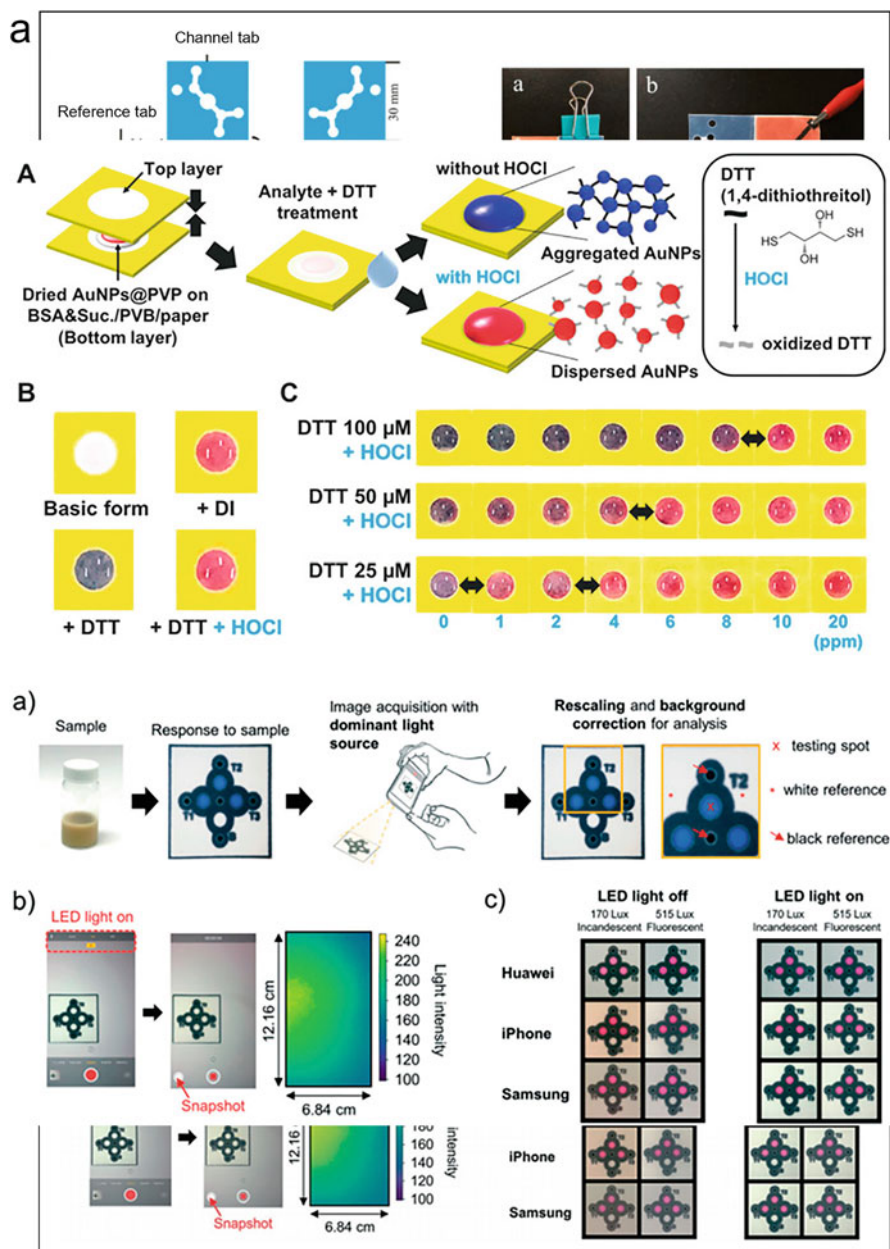 a
Channel tab
Reference tab
30 mm
a
b
A
Top layer
Dried AuNPs@PVP on
BSA&Suc./PVB/paper
(Bottom layer)
Analyte + DTT
treatment
without HOCl
Aggregated AuNPs
with HOCl
Dispersed AuNPs
DTT
(1,4-dithiothreitol)
OH
HS
SH
OH
HOCl
oxidized DTT
B
Basic form
+ DI
+ DTT
+ DTT + HOCl
C
DTT 100 µM
+ HOCl
DTT 50 µM
+ HOCl
DTT 25 µM
+ HOCl
0 1 2 4 6 8 10 20
(ppm)
a)
Sample
Response to sample
T2
T1 T3
Image acquisition with
dominant light
source
Rescaling and background
correction for analysis
T2
T1 T3
T2
x testing spot
white reference
black reference
b)
LED light on
Snapshot
12.16 cm
6.84 cm
240
220
200
180
160
140
120
100
Light intensity
Snapshot
12.16
6.84 cm
180
160
140
120
100
intensity
c)
LED light off
LED light on
170 Lux
Incandescent
515 Lux
Fluorescent
170 Lux
Incandescent
515 Lux
Fluorescent
Huawei
iPhone
Samsung
iPhone
Samsung